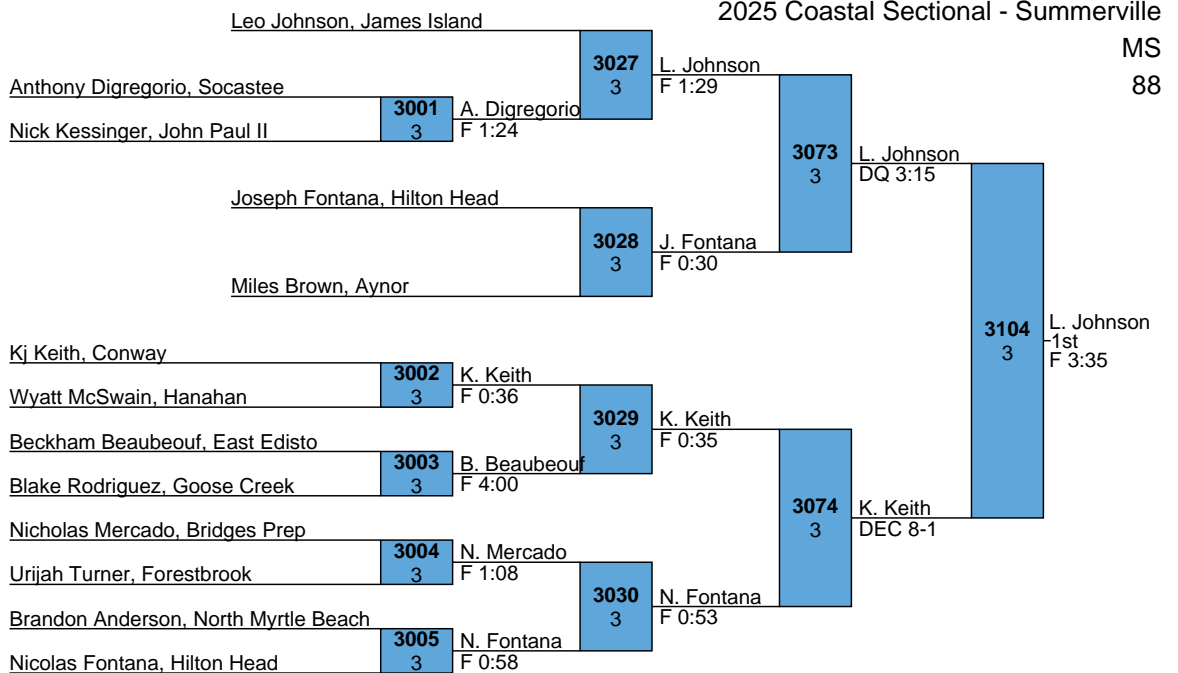 2025 Coastal Sectional - Summerville
MS
88
Leo Johnson, James Island
3027
3
L. Johnson
F 1:29
Anthony Digregorio, Socastee
3001
3
A. Digregorio
F 1:24
Nick Kessinger, John Paul II
3073
3
L. Johnson
DQ 3:15
Joseph Fontana, Hilton Head
3028
3
J. Fontana
F 0:30
Miles Brown, Aynor
3104
3
L. Johnson
1st
F 3:35
Kj Keith, Conway
3002
3
K. Keith
F 0:36
Wyatt McSwain, Hanahan
3029
3
K. Keith
F 0:35
Beckham Beaubeouf, East Edisto
3003
3
B. Beaubeouf
F 4:00
Blake Rodriguez, Goose Creek
3074
3
K. Keith
DEC 8-1
Nicholas Mercado, Bridges Prep
3004
3
N. Mercado
F 1:08
Urijah Turner, Forestbrook
3030
3
N. Fontana
F 0:53
Brandon Anderson, North Myrtle Beach
3005
3
N. Fontana
F 0:58
Nicolas Fontana, Hilton Head